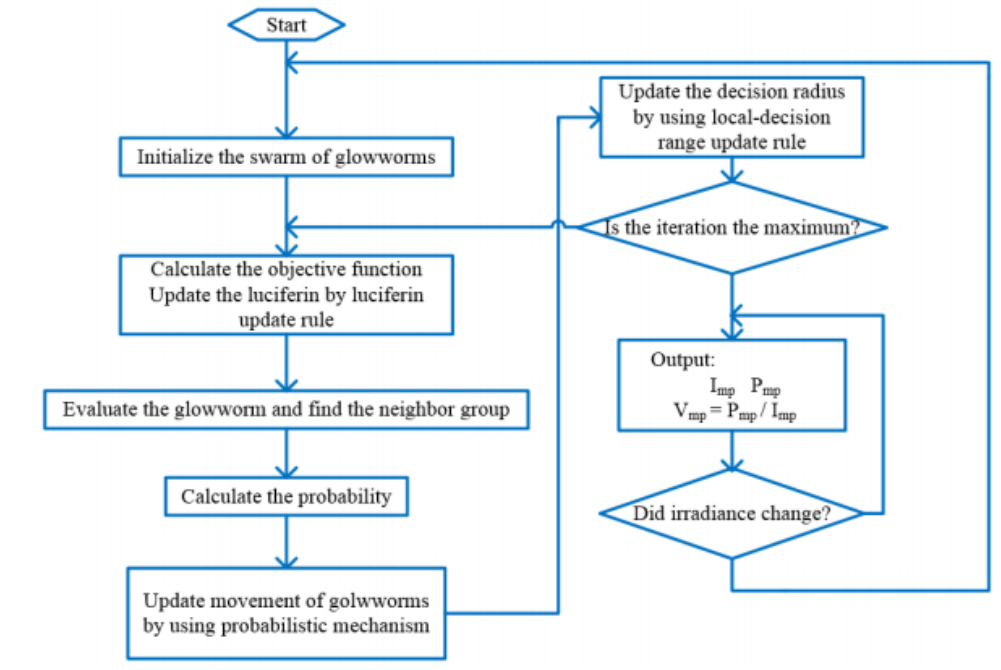 Start
Initialize the swarm of glowworms
Calculate the objective function
Update the luciferin by luciferin
update rule
Evaluate the glowworm and find the neighbor group
Calculate the probability
Update movement of golwworms
by using probabilistic mechanism
Update the decision radius
by using local-decision
range update rule
Is the iteration the maximum?
Output:
Imp Pmp
Vmp = Pmp / Imp
Did irradiance change?